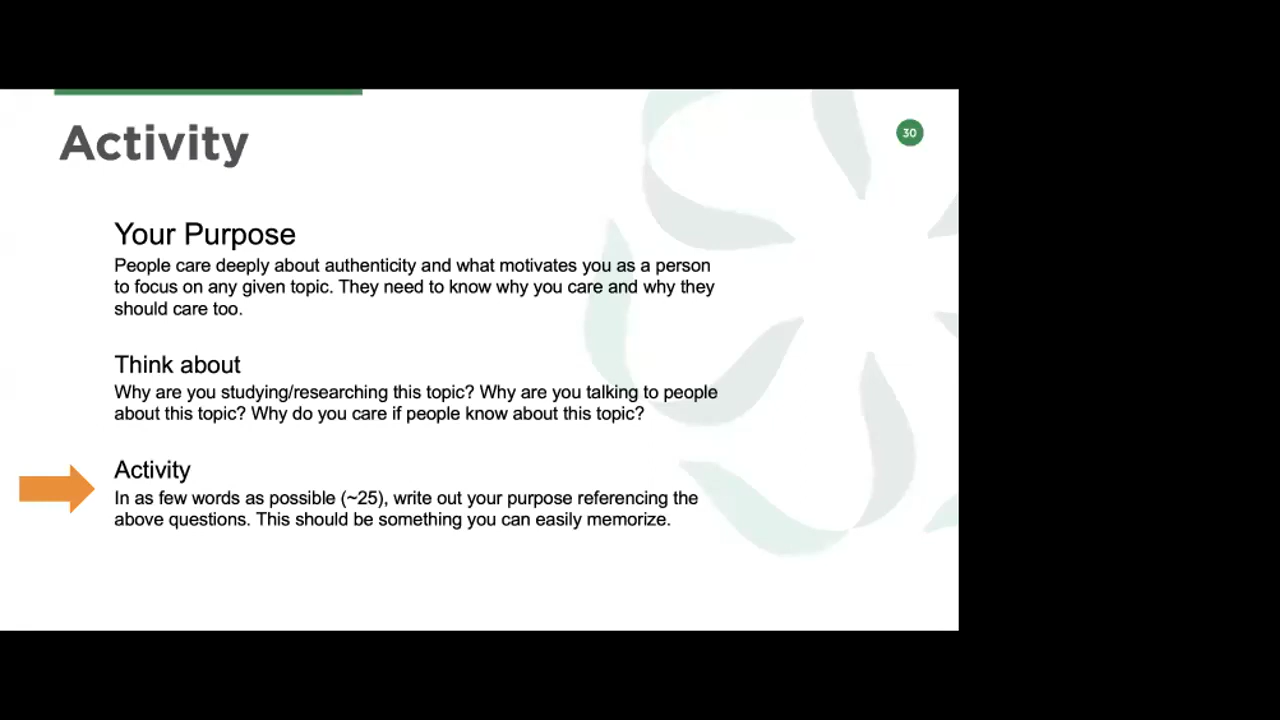 Activity
30
Your Purpose
People care deeply about authenticity and what motivates you as a person
to focus on any given topic. They need to know why you care and why they
should care too.
Think about
Why are you studying/researching this topic? Why are you talking to people
about this topic? Why do you care if people know about this topic?
Activity
In as few words as possible (~25), write out your purpose referencing the
above questions. This should be something you can easily memorize.